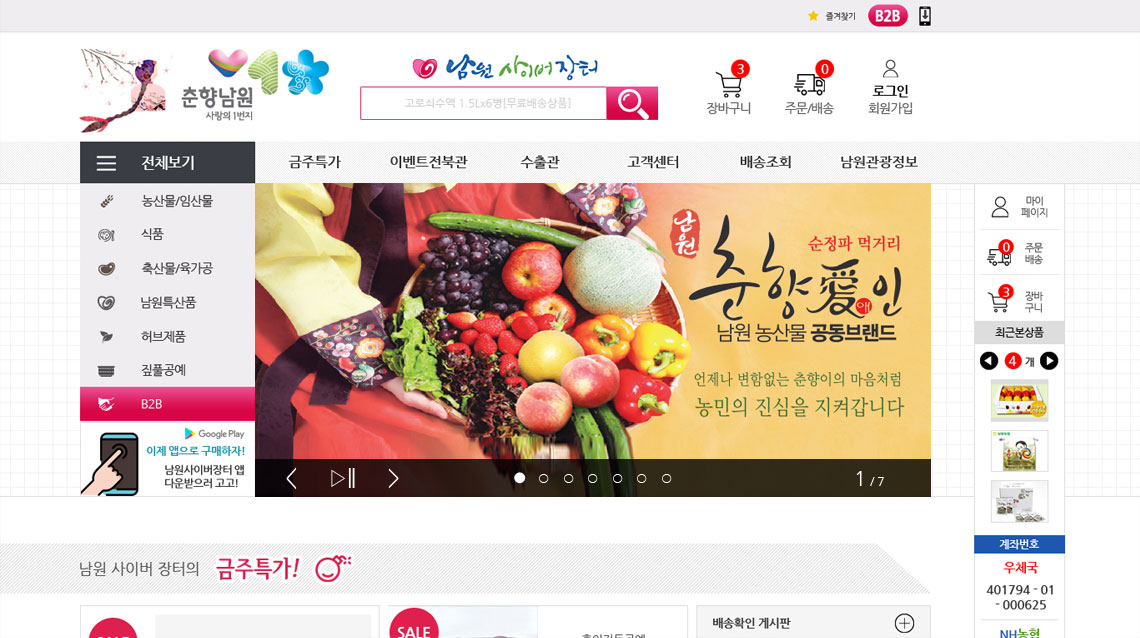 즐겨찾기 B2B
춘향남원
사랑의 1번지
남원 사이버장터
고로쇠수액 1.5Lx6병[무료배송상품]
3
장바구니
0
주문/배송
로그인
회원가입
전체보기
금주특가
이벤트전북관
수출관
고객센터
배송조회
남원관광정보
농산물/임산물
식품
축산물/육가공
남원특산품
허브제품
짚풀공예
B2B
Google Play
이제 앱으로 구매하자!
남원사이버장터 앱
다운받으러 고고!
남원
순정파 먹거리
춘향愛인
애
남원 농산물 공동브랜드
언제나 변함없는 춘향이의 마음처럼
농민의 진심을 지켜갑니다
1 / 7
마이
페이지
0
주문
배송
3
장바
구니
최근본상품
4 개
계좌번호
우체국
401794 - 01
- 000625
NH농협
남원 사이버 장터의 금주특가!
SALE
SALE
배송확인 게시판